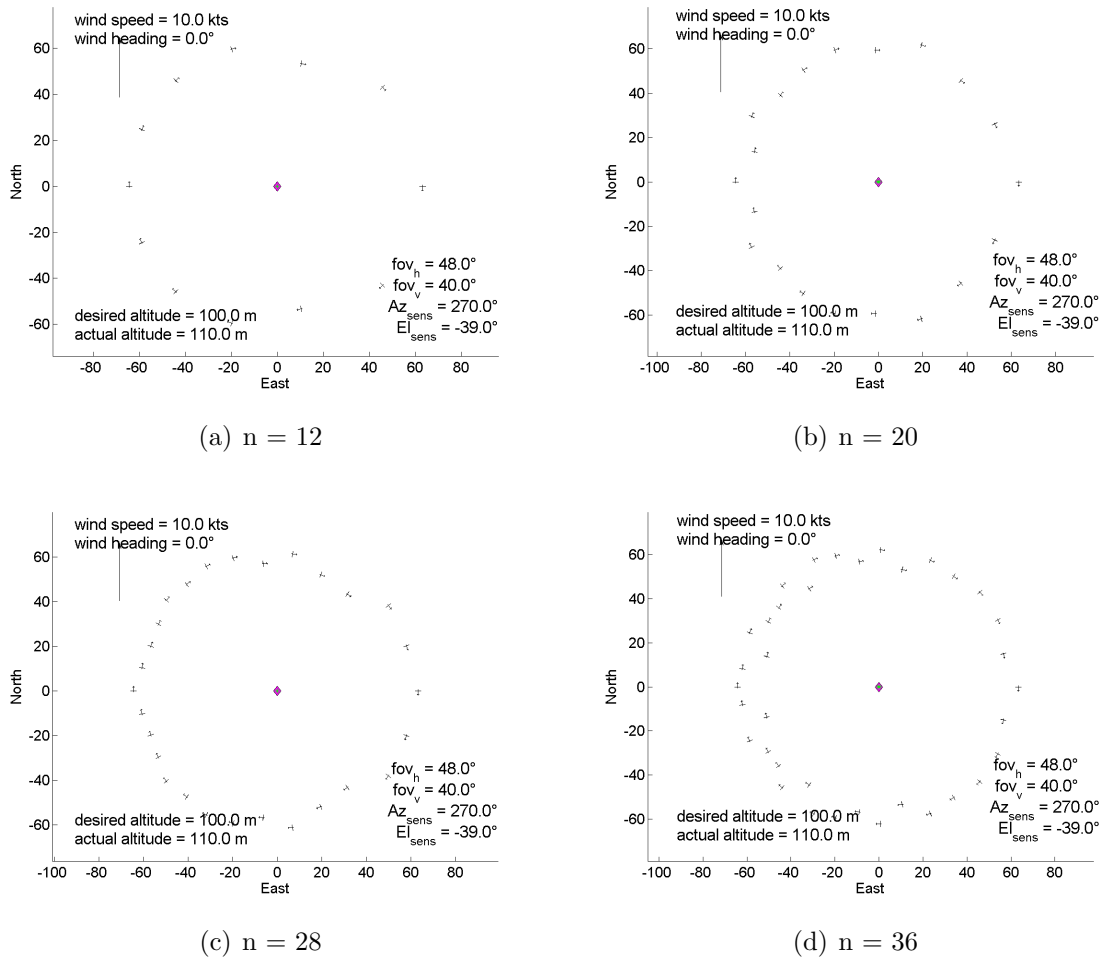 wind speed = 10.0 kts
wind heading = 0.0°
60
40
20
0
-20
-40
-60
North
fov_h = 48.0°
fov_v = 40.0°
Az_sens = 270.0°
El_sens = -39.0°
desired altitude = 100.0 m
actual altitude = 110.0 m
-80 -60 -40 -20 0 20 40 60 80
East
(a) n = 12
wind speed = 10.0 kts
wind heading = 0.0°
60
40
20
0
-20
-40
-60
North
fov_h = 48.0°
fov_v = 40.0°
Az_sens = 270.0°
El_sens = -39.0°
desired altitude = 100.0 m
actual altitude = 110.0 m
-100 -80 -60 -40 -20 0 20 40 60 80
East
(b) n = 20
wind speed = 10.0 kts
wind heading = 0.0°
60
40
20
0
-20
-40
-60
North
fov_h = 48.0°
fov_v = 40.0°
Az_sens = 270.0°
El_sens = -39.0°
desired altitude = 100.0 m
actual altitude = 110.0 m
-100 -80 -60 -40 -20 0 20 40 60 80
East
(c) n = 28
wind speed = 10.0 kts
wind heading = 0.0°
60
40
20
0
-20
-40
-60
North
fov_h = 48.0°
fov_v = 40.0°
Az_sens = 270.0°
El_sens = -39.0°
desired altitude = 100.0 m
actual altitude = 110.0 m
-100 -80 -60 -40 -20 0 20 40 60 80
East
(d) n = 36